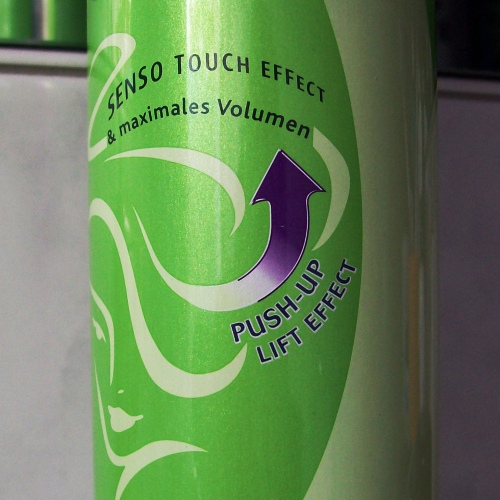 SENSO TOUCH EFFECT
& maximales Volumen
PUSH-UP
LIFT EFFECT